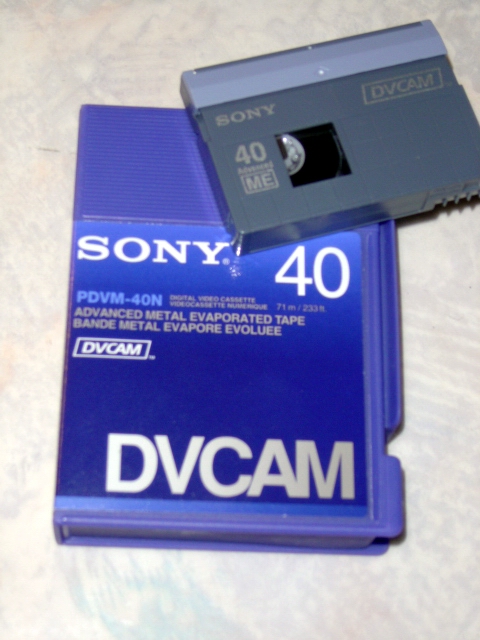 SONY
DVCAM
40
Advanced
ME
SONY®
40
PDVM-40N
DIGITAL VIDEO CASSETTE
VIDEOCASSETTE NUMERIQUE
71 m / 233 ft
ADVANCED METAL EVAPORATED TAPE
BANDE METAL EVAPORE EVOLUEE
DVCAM™
DVCAM